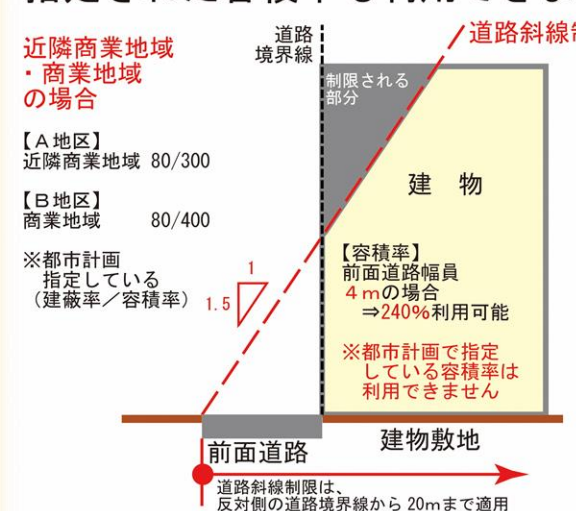 道路
境界線
道路斜線
近隣商業地域
・商業地域
の場合
制限される
部分
【A地区】
近隣商業地域 80/300
【B地区】
商業地域 80/400
※都市計画
指定している
(建蔽率/容積率)
建 物
【容積率】
前面道路幅員
4mの場合
⇒240%利用可能
※都市計画で指定
している容積率は
利用できません
1
1.5
前面道路
建物敷地
道路斜線制限は、
反対側の道路境界線から20mまで適用